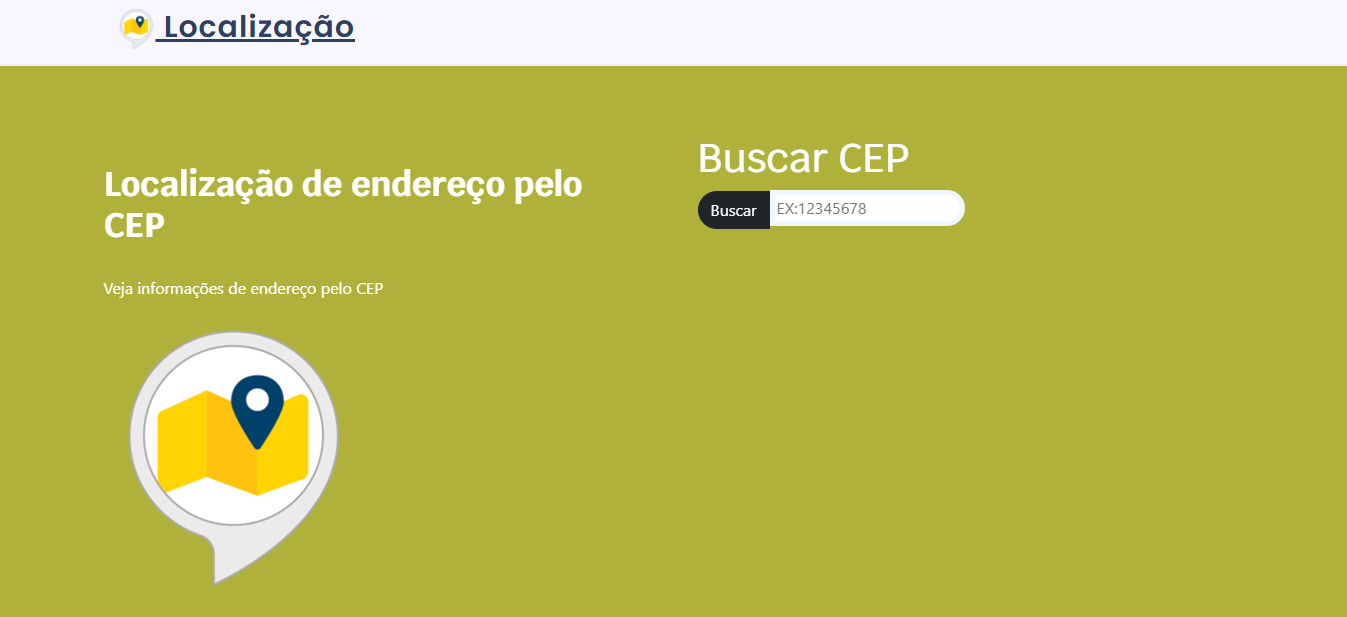 Localização
Localização de endereço pelo
CEP
Veja informações de endereço pelo CEP
Buscar CEP
Buscar EX:12345678